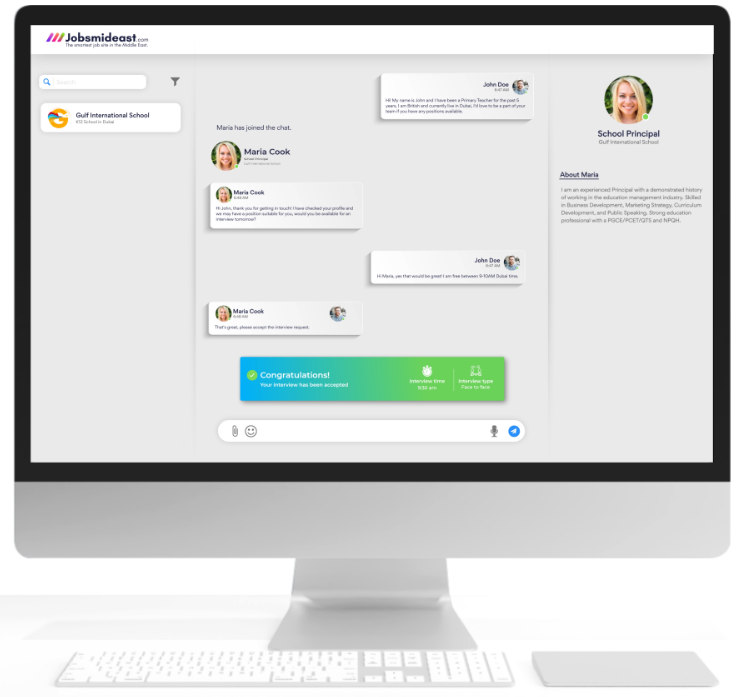 Jobsmideast.com
The smartest job site in the Middle East.
Search
Gulf International School
K12 School in Dubai
John Doe
9:41 AM
Hi! My name is John and I have been a Primary Teacher for the past 5
years, I am British and currently live in Dubai, I'd love to be a part of your
team if you have any positions available.
Maria has joined the chat.
Maria Cook
School Principal
Gulf International School
Maria Cook
Hi John, thank you for getting in touch! I have checked your profile and
we may have a position suitable for you, would you be available for an
interview tomorrow?
John Doe
9:47 AM
Hi Maria, yes that would be great! I am free between 9-10AM Dubai time.
Maria Cook
That's great, please accept the interview request.
Congratulations!
Your interview has been accepted
Interview time
9:36 am
Interview type
Face to face
School Principal
Gulf International School
About Maria
I am an experienced Principal with a demonstrated history
of working in the education management industry. Skilled
in Business Development, Marketing Strategy, Curriculum
Development, and Public Speaking. Strong education
professional with a PGCE/PCET/QTS and NPQH.